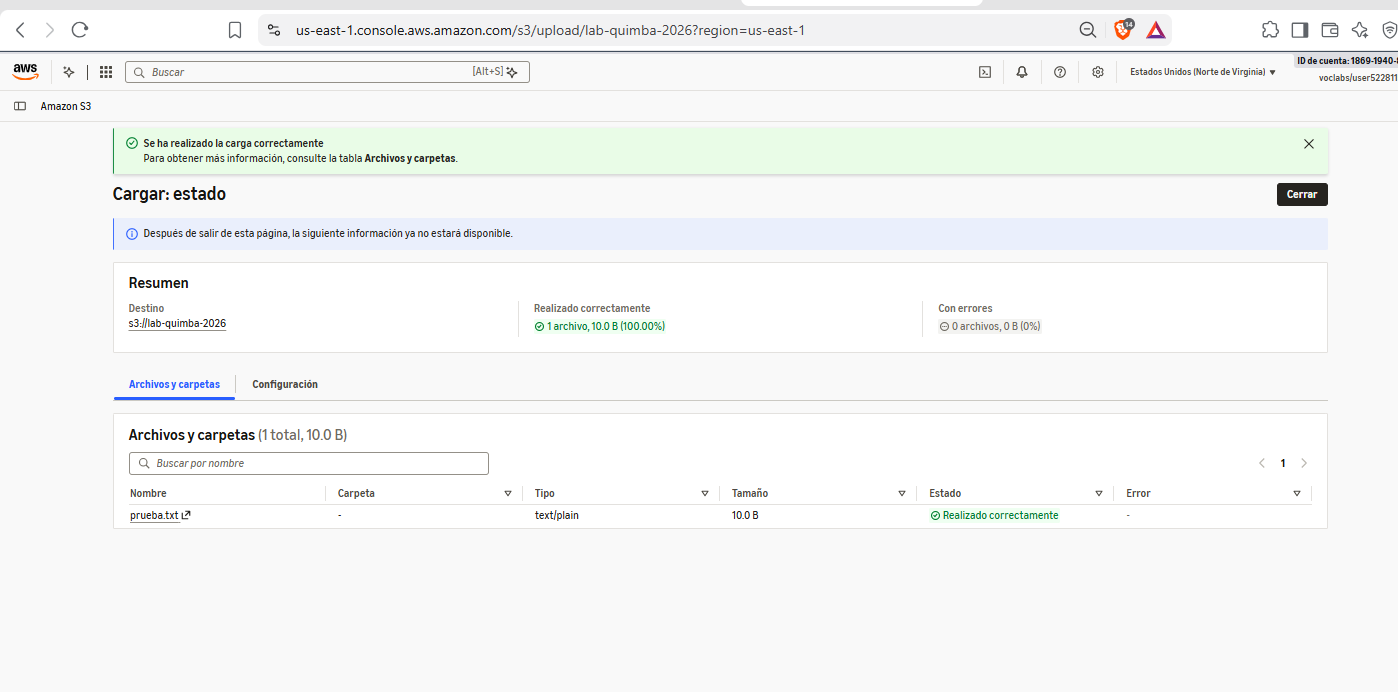 us-east-1.console.aws.amazon.com/s3/upload/lab-quimba-2026?region=us-east-1
14
aws
Buscar
[Alt+S]
Estados Unidos (Norte de Virginia)
ID de cuenta: 1869-1940-
voclabs/user522811
Amazon S3
Se ha realizado la carga correctamente
Para obtener más información, consulte la tabla Archivos y carpetas.
Cargar: estado
Cerrar
Después de salir de esta página, la siguiente información ya no estará disponible.
Resumen
Destino
s3://lab-quimba-2026
Realizado correctamente
1 archivo, 10.0 B (100.00%)
Con errores
0 archivos, 0 B (0%)
Archivos y carpetas
Configuración
Archivos y carpetas (1 total, 10.0 B)
Buscar por nombre
1
Nombre Carpeta Tipo Tamaño Estado Error
prueba.txt - text/plain 10.0 B Realizado correctamente -